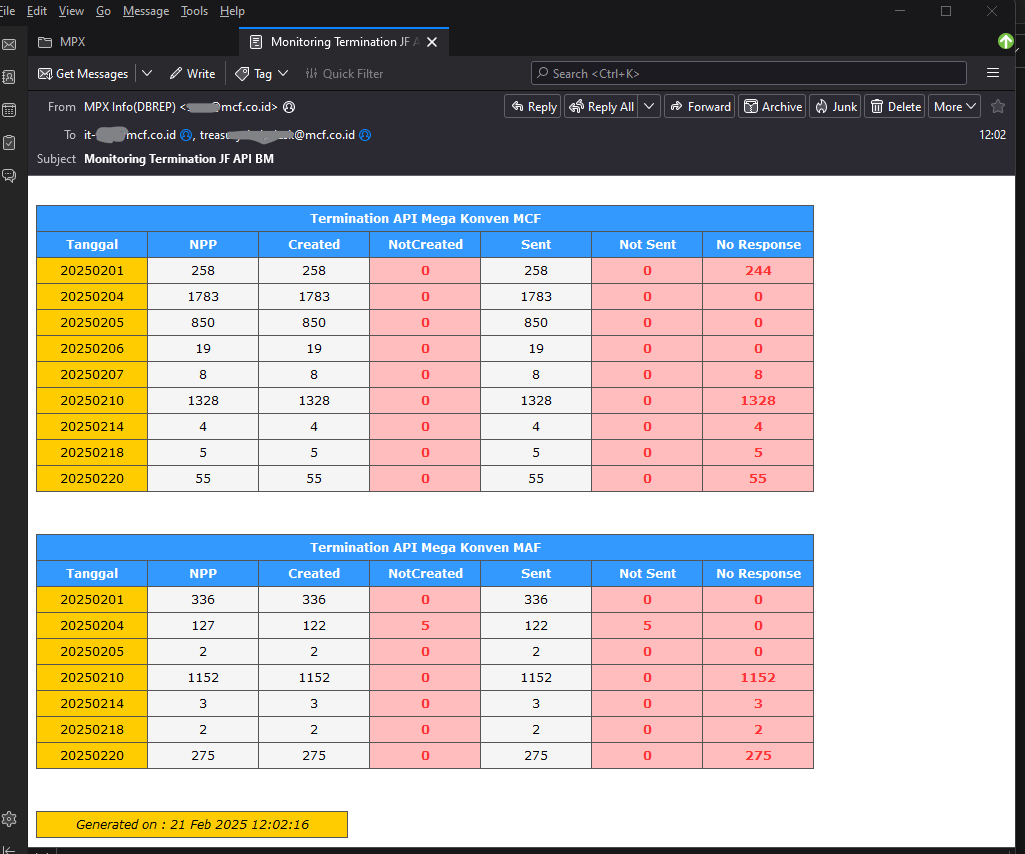 File Edit View Go Message Tools Help
MPX
Monitoring Termination JF A
Get Messages Write Tag Quick Filter Search <Ctrl+K>
From MPX Info(DBREP) <s @mcf.co.id> Reply Reply All Forward Archive Junk Delete More
To it- mcf.co.id , treasu @mcf.co.id 12:02
Subject Monitoring Termination JF API BM
Termination API Mega Konven MCF
Tanggal NPP Created NotCreated Sent Not Sent No Response
20250201 258 258 0 258 0 244
20250204 1783 1783 0 1783 0 0
20250205 850 850 0 850 0 0
20250206 19 19 0 19 0 0
20250207 8 8 0 8 0 8
20250210 1328 1328 0 1328 0 1328
20250214 4 4 0 4 0 4
20250218 5 5 0 5 0 5
20250220 55 55 0 55 0 55
Termination API Mega Konven MAF
Tanggal NPP Created NotCreated Sent Not Sent No Response
20250201 336 336 0 336 0 0
20250204 127 122 5 122 5 0
20250205 2 2 0 2 0 0
20250210 1152 1152 0 1152 0 1152
20250214 3 3 0 3 0 3
20250218 2 2 0 2 0 2
20250220 275 275 0 275 0 275
Generated on : 21 Feb 2025 12:02:16